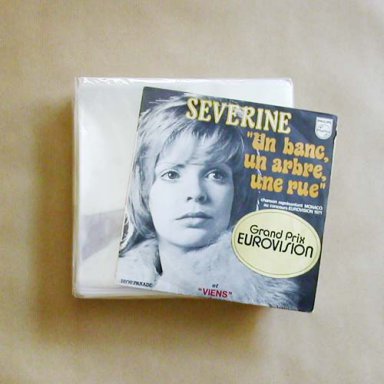 SEVERINE
PHILIPS
"Un banc,
un arbre,
une rue"
chanson représentant MONACO
au concours EUROVISION 1971
Grand Prix
EUROVISION
et
"VIENS"
série PARADE